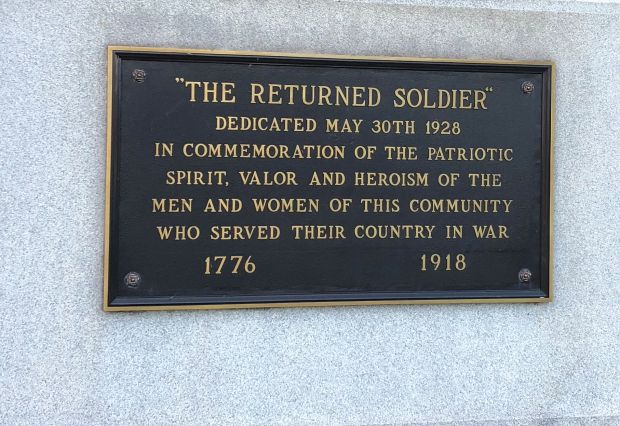 "THE RETURNED SOLDIER"
DEDICATED MAY 30TH 1928
IN COMMEMORATION OF THE PATRIOTIC
SPIRIT, VALOR AND HEROISM OF THE
MEN AND WOMEN OF THIS COMMUNITY
WHO SERVED THEIR COUNTRY IN WAR
1776 1918